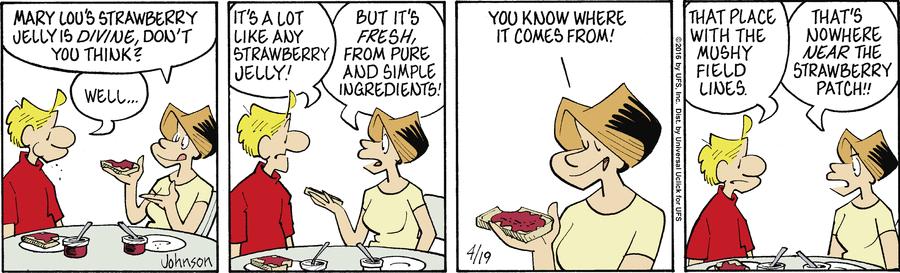 MARY LOU'S STRAWBERRY
JELLY IS DIVINE, DON'T
YOU THINK?
WELL...
Johnson
IT'S A LOT
LIKE ANY
STRAWBERRY
JELLY!
BUT IT'S
FRESH,
FROM PURE
AND SIMPLE
INGREDIENTS!
YOU KNOW WHERE
IT COMES FROM!
4/19
©2016 by UFS, Inc. Dist. by Universal Uclick for UFS
THAT PLACE
WITH THE
MUSHY
FIELD
LINES.
THAT'S
NOWHERE
NEAR THE
STRAWBERRY
PATCH!!